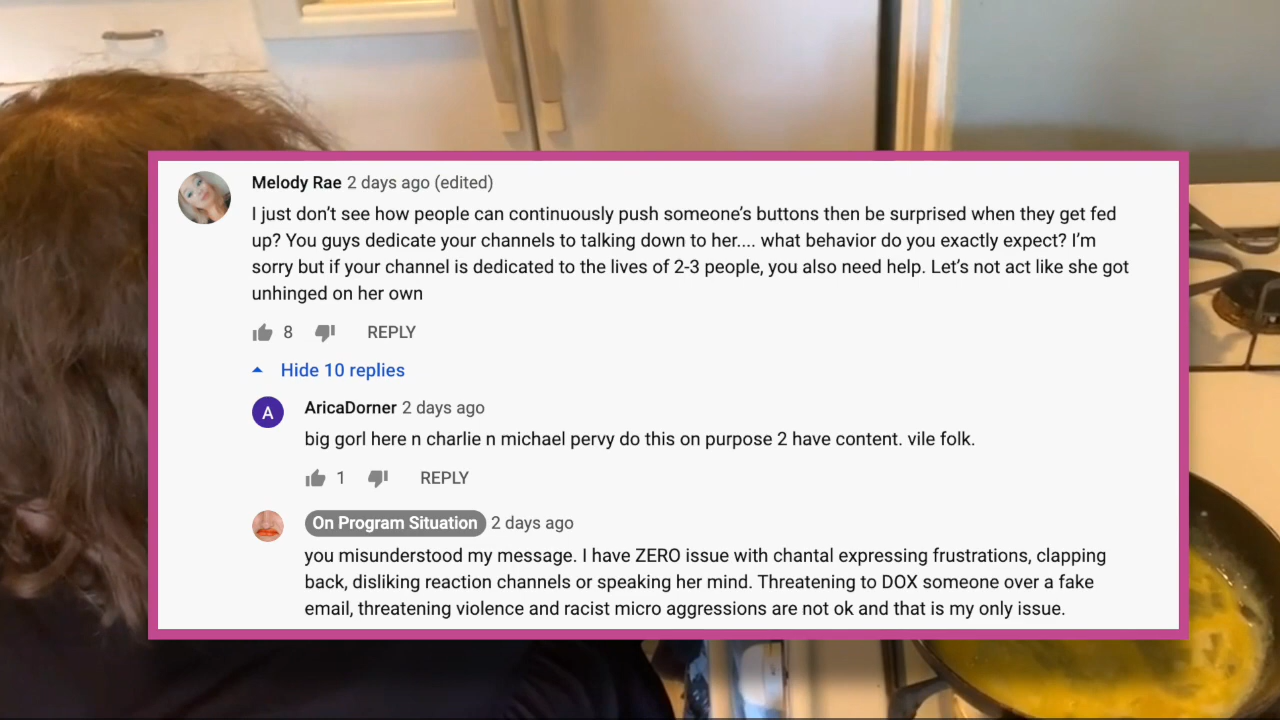 Melody Rae 2 days ago (edited)
I just don’t see how people can continuously push someone’s buttons then be surprised when they get fed
up? You guys dedicate your channels to talking down to her.... what behavior do you exactly expect? I’m
sorry but if your channel is dedicated to the lives of 2-3 people, you also need help. Let’s not act like she got
unhinged on her own
8 REPLY
Hide 10 replies
A
AricaDorner 2 days ago
big gorl here n charlie n michael pervy do this on purpose 2 have content. vile folk.
1 REPLY
On Program Situation 2 days ago
you misunderstood my message. I have ZERO issue with chantal expressing frustrations, clapping
back, disliking reaction channels or speaking her mind. Threatening to DOX someone over a fake
email, threatening violence and racist micro aggressions are not ok and that is my only issue.